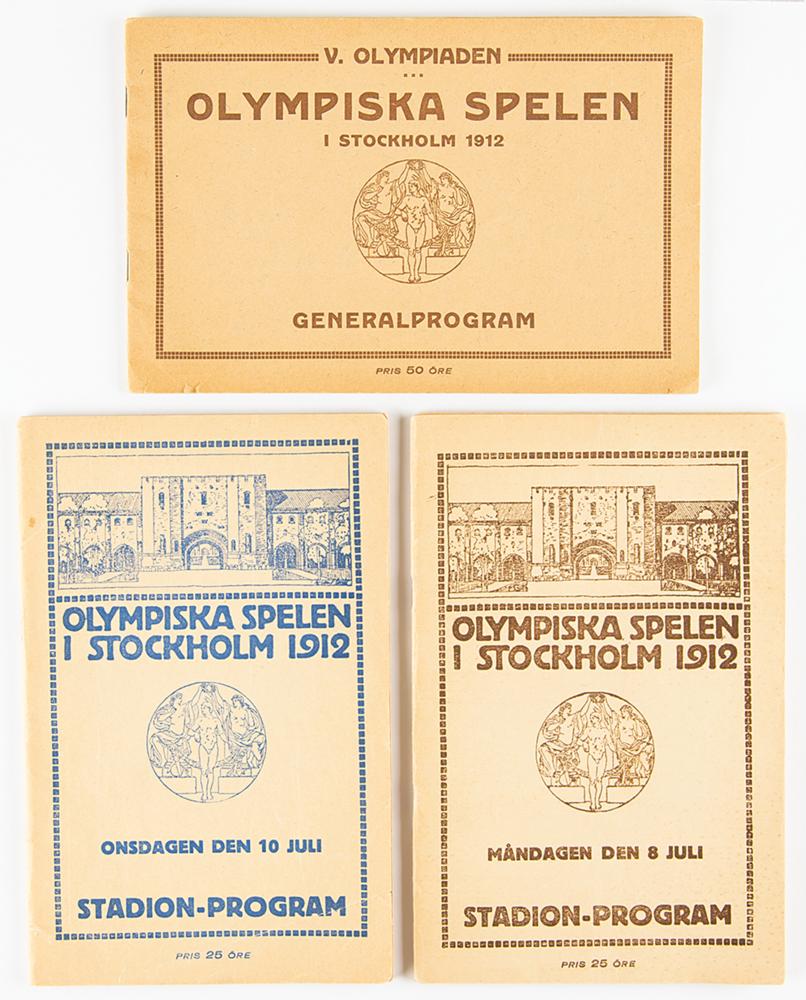 V. OLYMPIADEN
OLYMPISKA SPELEN
I STOCKHOLM 1912
GENERALPROGRAM
PRIS 50 ÖRE
OLYMPISKA SPELEN
I STOCKHOLM 1912
ONSDAGEN DEN 10 JULI
STADION-PROGRAM
PRIS 25 ÖRE
OLYMPISKA SPELEN
I STOCKHOLM 1912
MÅNDAGEN DEN 8 JULI
STADION-PROGRAM
PRIS 25 ÖRE